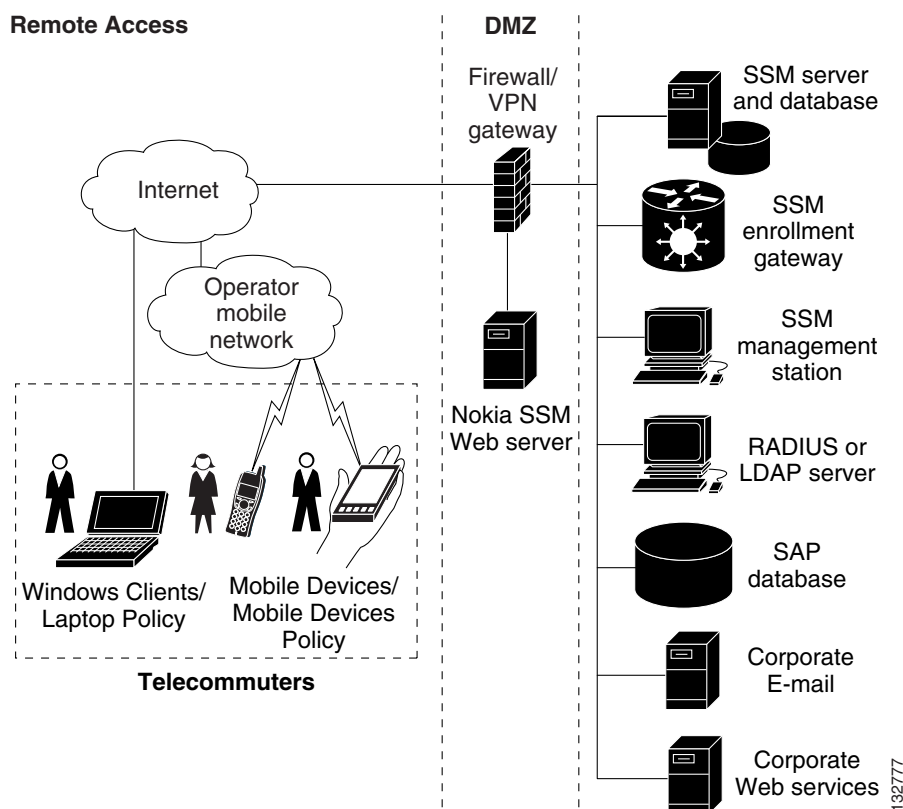 Remote Access
DMZ
Firewall/
VPN
gateway
SSM server
and database
Internet
SSM
enrollment
gateway
Operator
mobile
network
SSM
management
station
Nokia SSM
Web server
RADIUS or
LDAP server
Windows Clients/
Laptop Policy
Mobile Devices/
Mobile Devices
Policy
SAP
database
Telecommuters
Corporate
E-mail
Corporate
Web services
132777